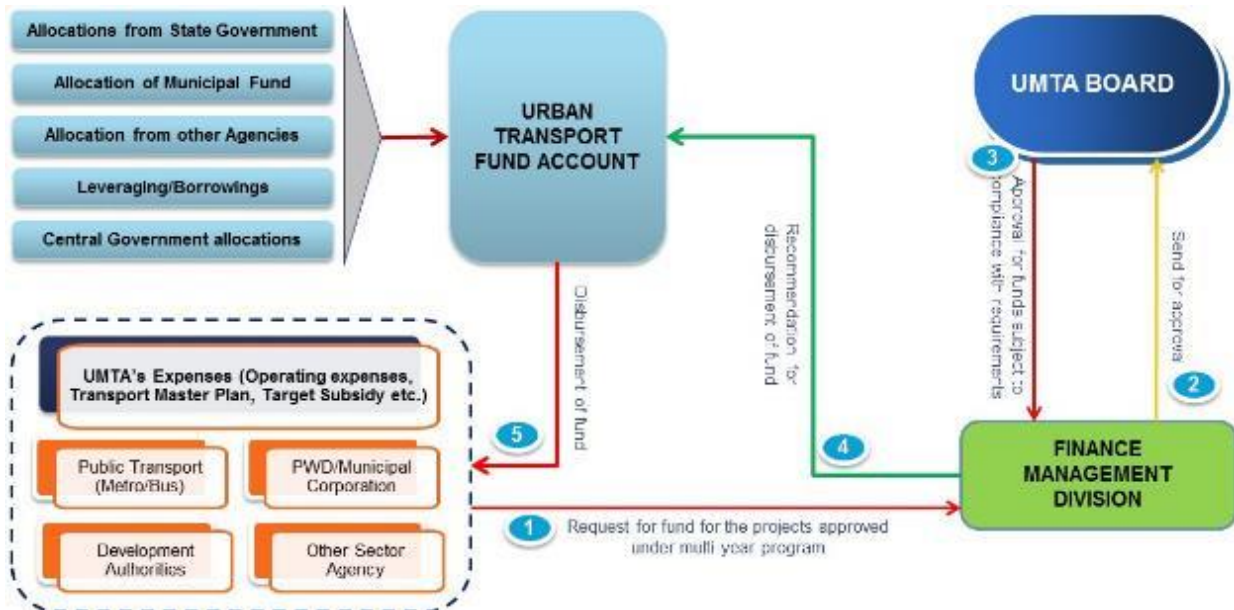 Allocations from State Government
Allocation of Municipal Fund
Allocation from other Agencies
Leveraging/Borrowings
Central Government allocations
URBAN
TRANSPORT
FUND ACCOUNT
UMTA BOARD
3
Approval for funds subject to
compliance with requirements
Send for approval
2
Recommendation for
disbursement of fund
4
Disbursement of fund
5
UMTA's Expenses (Operating expenses,
Transport Master Plan, Target Subsidy etc.)
Public Transport
(Metro/Bus)
PWD/Municipal
Corporation
Development
Authorities
Other Sector
Agency
1
Request for fund for the projects approved
under multi year program
FINANCE
MANAGEMENT
DIVISION